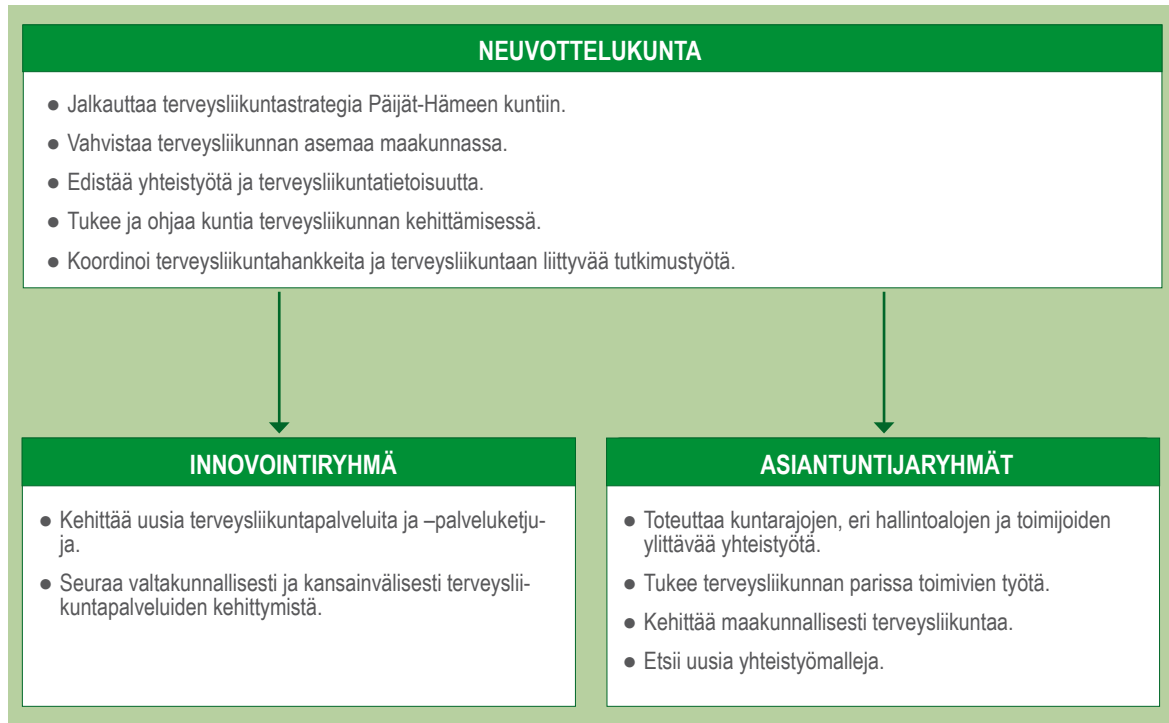 NEUVOTTELUKUNTA
● Jalkauttaa terveysliikuntastrategia Päijät-Hämeen kuntiin.
● Vahvistaa terveysliikunnan asemaa maakunnassa.
● Edistää yhteistyötä ja terveysliikuntatietoisuutta.
● Tukee ja ohjaa kuntia terveysliikunnan kehittämisessä.
● Koordinoi terveysliikuntahankkeita ja terveysliikuntaan liittyvää tutkimustyötä.
INNOVOINTIRYHMÄ
● Kehittää uusia terveysliikuntapalveluita ja –palveluketju-
ja.
● Seuraa valtakunnallisesti ja kansainvälisesti terveyslii-
kuntapalveluiden kehittymistä.
ASIANTUNTIJARYHMÄT
● Toteuttaa kuntarajojen, eri hallintoalojen ja toimijoiden
ylittävää yhteistyötä.
● Tukee terveysliikunnan parissa toimivien työtä.
● Kehittää maakunnallisesti terveysliikuntaa.
● Etsii uusia yhteistyömalleja.